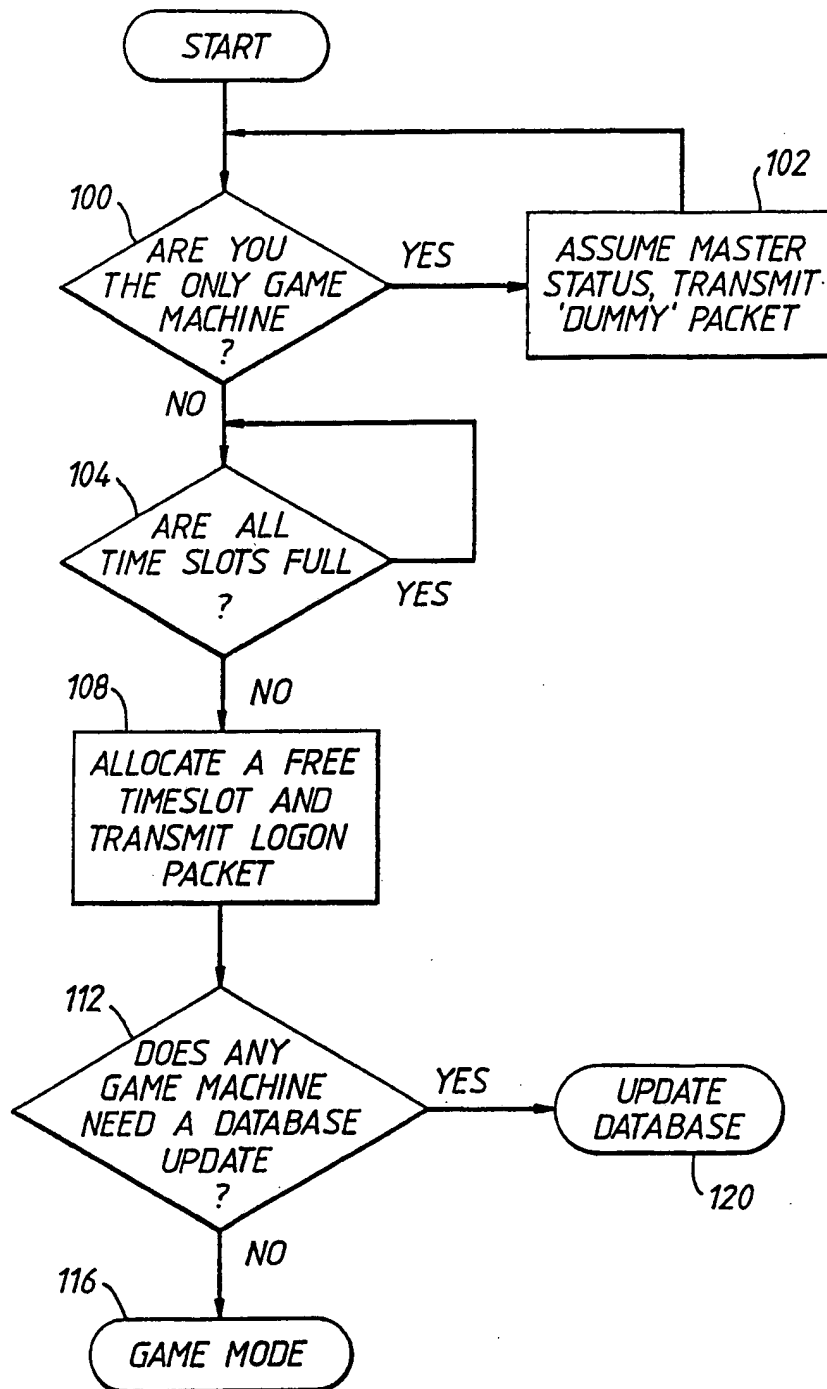 START
100
ARE YOU
THE ONLY GAME
MACHINE
?
YES
102
ASSUME MASTER
STATUS, TRANSMIT
'DUMMY' PACKET
NO
104
ARE ALL
TIME SLOTS FULL
?
YES
NO
108
ALLOCATE A FREE
TIMESLOT AND
TRANSMIT LOGON
PACKET
112
DOES ANY
GAME MACHINE
NEED A DATABASE
UPDATE
?
YES
UPDATE
DATABASE
120
NO
116
GAME MODE